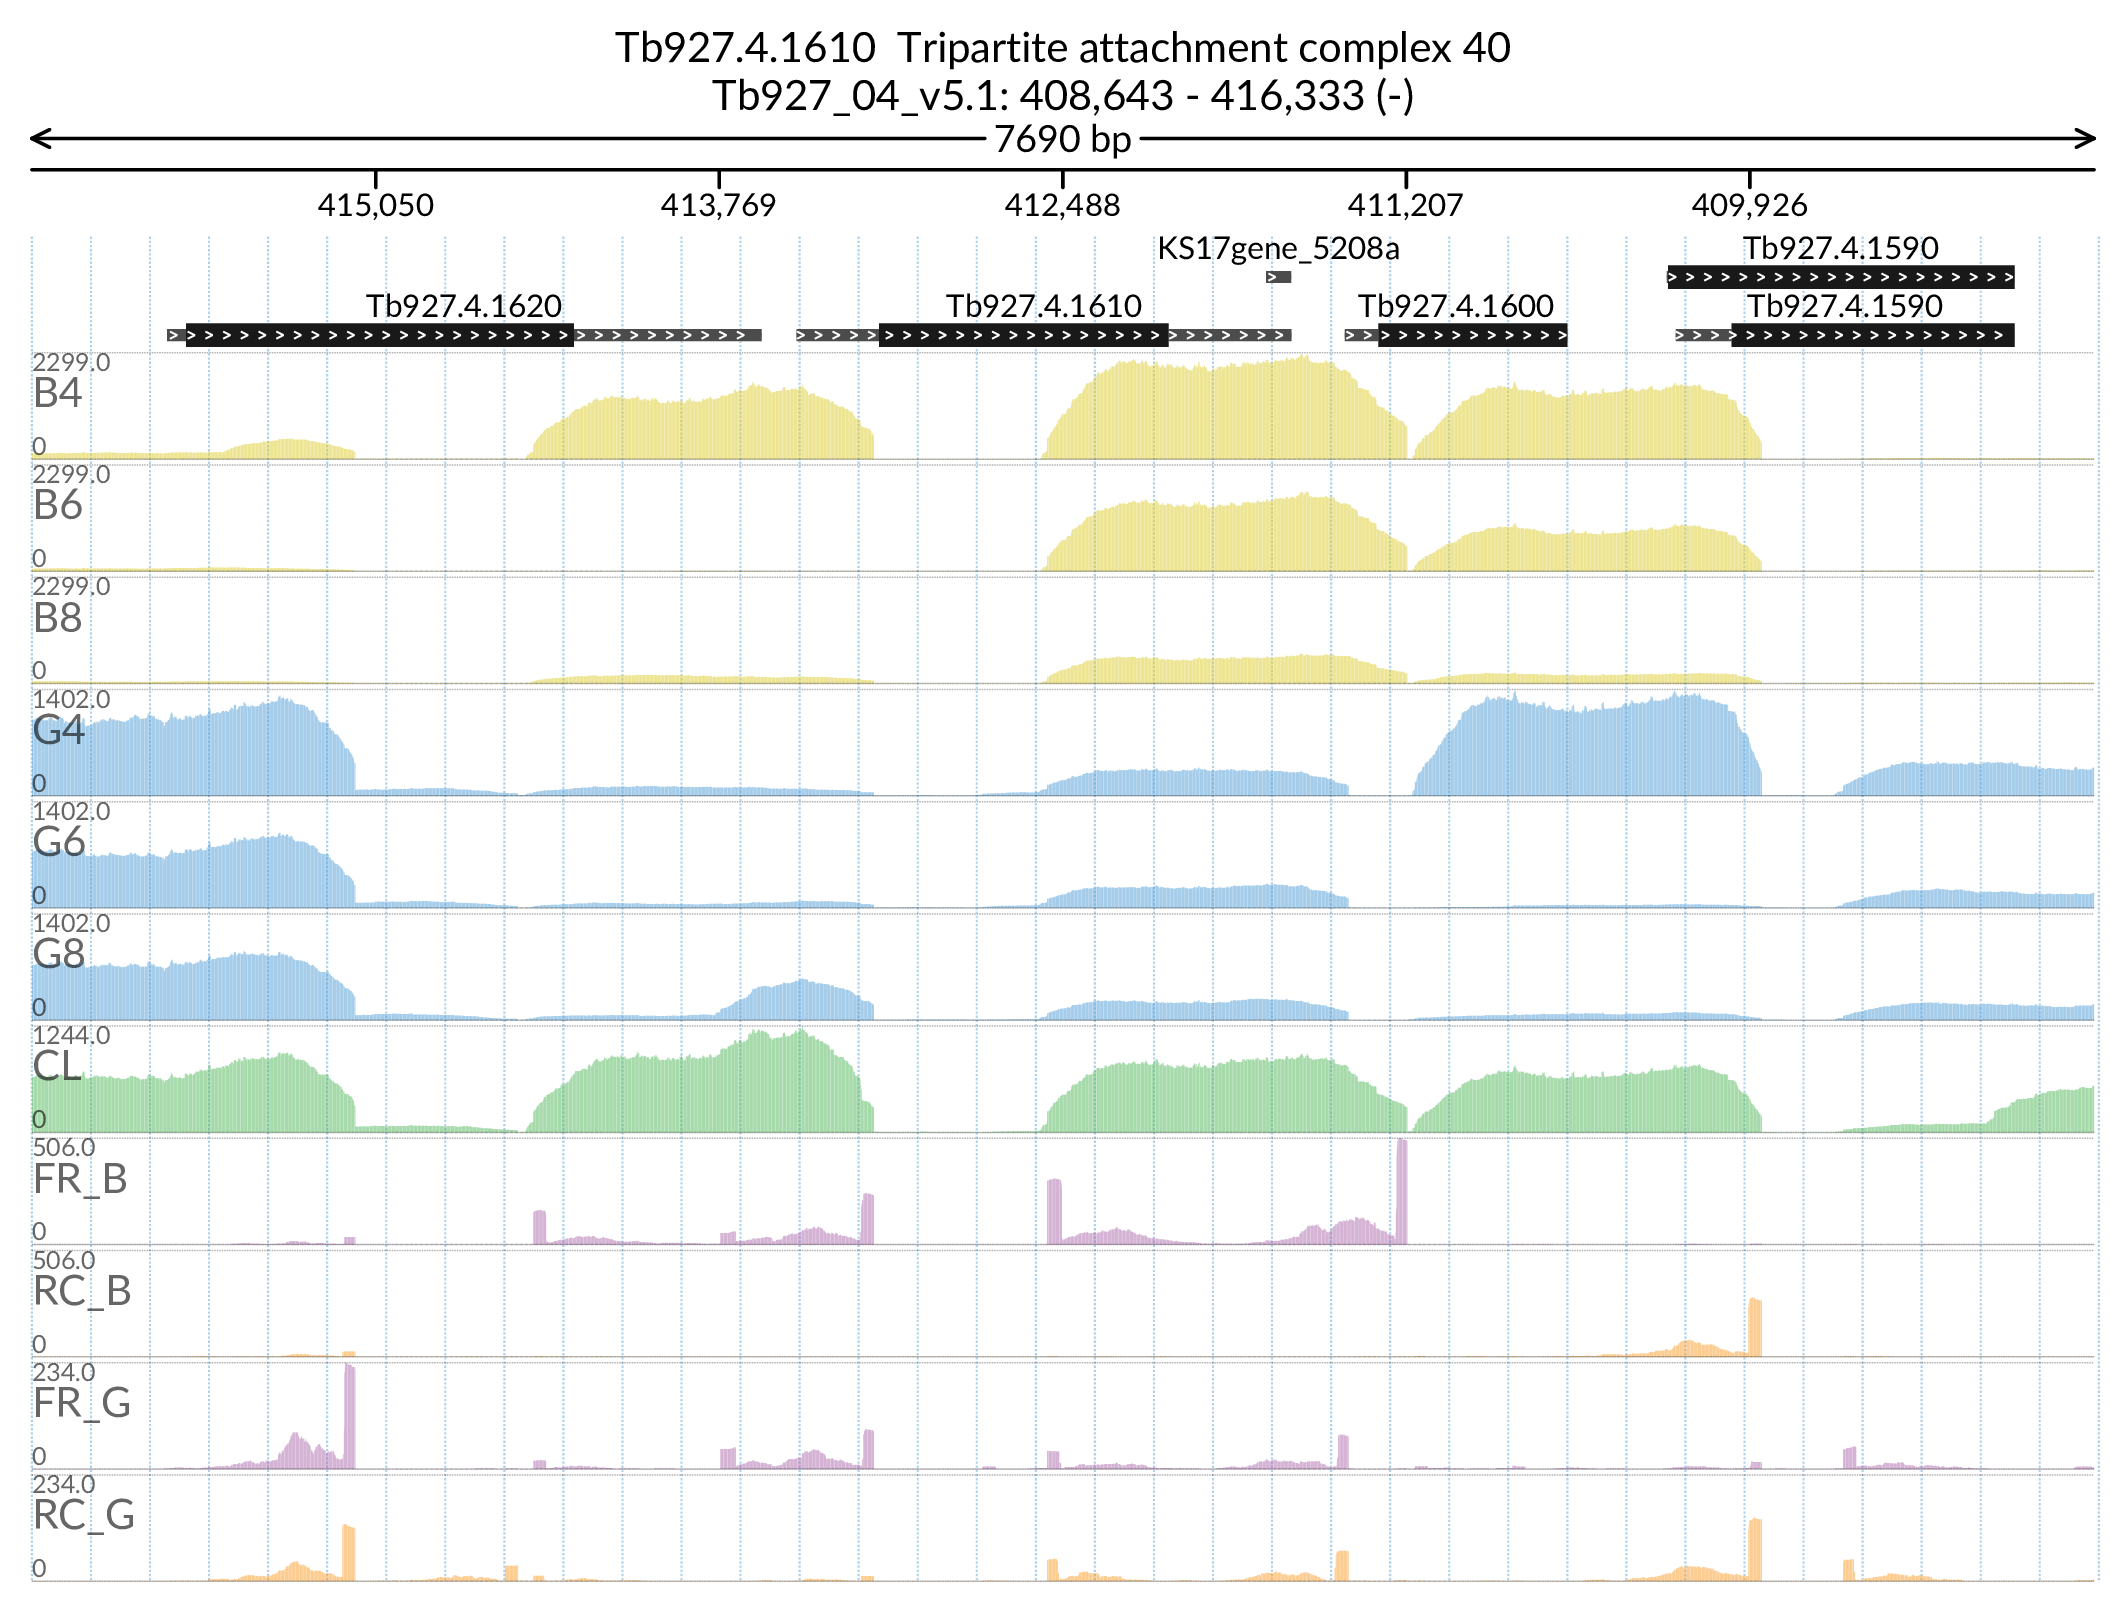 Tb927.4.1610 Tripartite attachment complex 40
Tb927_04_v5.1: 408,643 - 416,333 (-)
7690 bp
415,050 413,769 412,488 411,207 409,926
KS17gene_5208a Tb927.4.1590
Tb927.4.1620 Tb927.4.1610 Tb927.4.1600 Tb927.4.1590
2299.0
B4
0
2299.0
B6
0
2299.0
B8
0
1402.0
G4
0
1402.0
G6
0
1402.0
G8
0
1244.0
CL
0
506.0
FR_B
0
506.0
RC_B
0
234.0
FR_G
0
234.0
RC_G
0